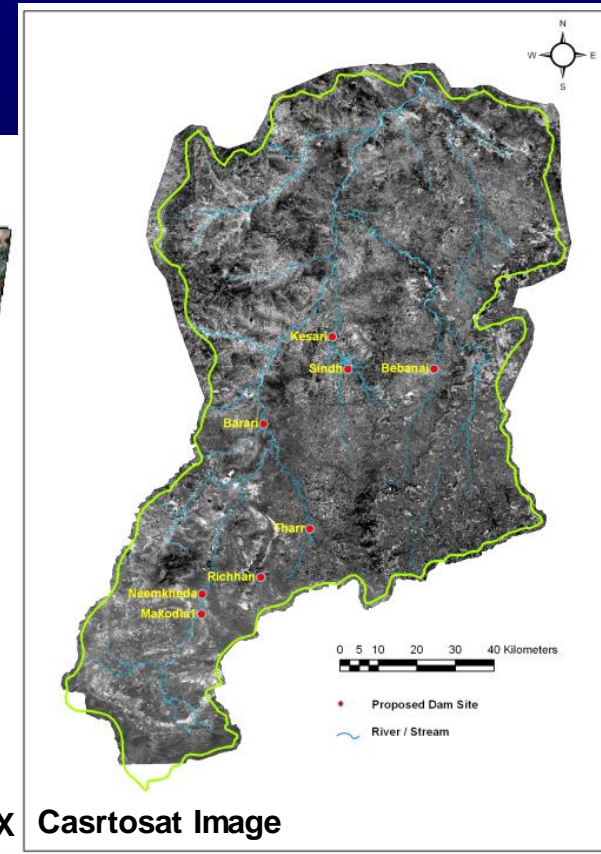 N
W E
S
Kesari
Sindh
Bebanaj
Barari
Tharr
Richhan
Neemkheda
Makodia1
0 5 10 20 30 40 Kilometers
Proposed Dam Site
River / Stream
X
Casrtosat Image